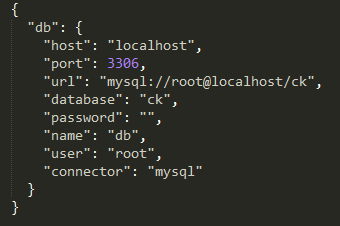 {
  "db": {
    "host": "localhost",
    "port": 3306,
    "url": "mysql://root@localhost/ck",
    "database": "ck",
    "password": "",
    "name": "db",
    "user": "root",
    "connector": "mysql"
  }
}